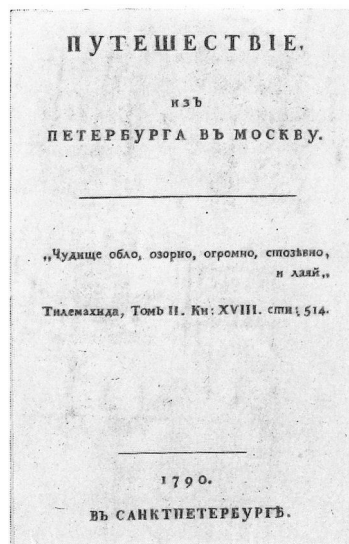 ПУТЕШЕСТВІЕ,
изЪ
ПЕТЕРБУРГА ВЪ МОСКВУ.
„Чудище обло, озорно, огромно, стозѣвно,
и лаяй„
Тилемахида, ТомЪ II. Кн: XVIII. сти: 514.
1790.
ВЪ САНКТПЕТЕРБУРГѢ.